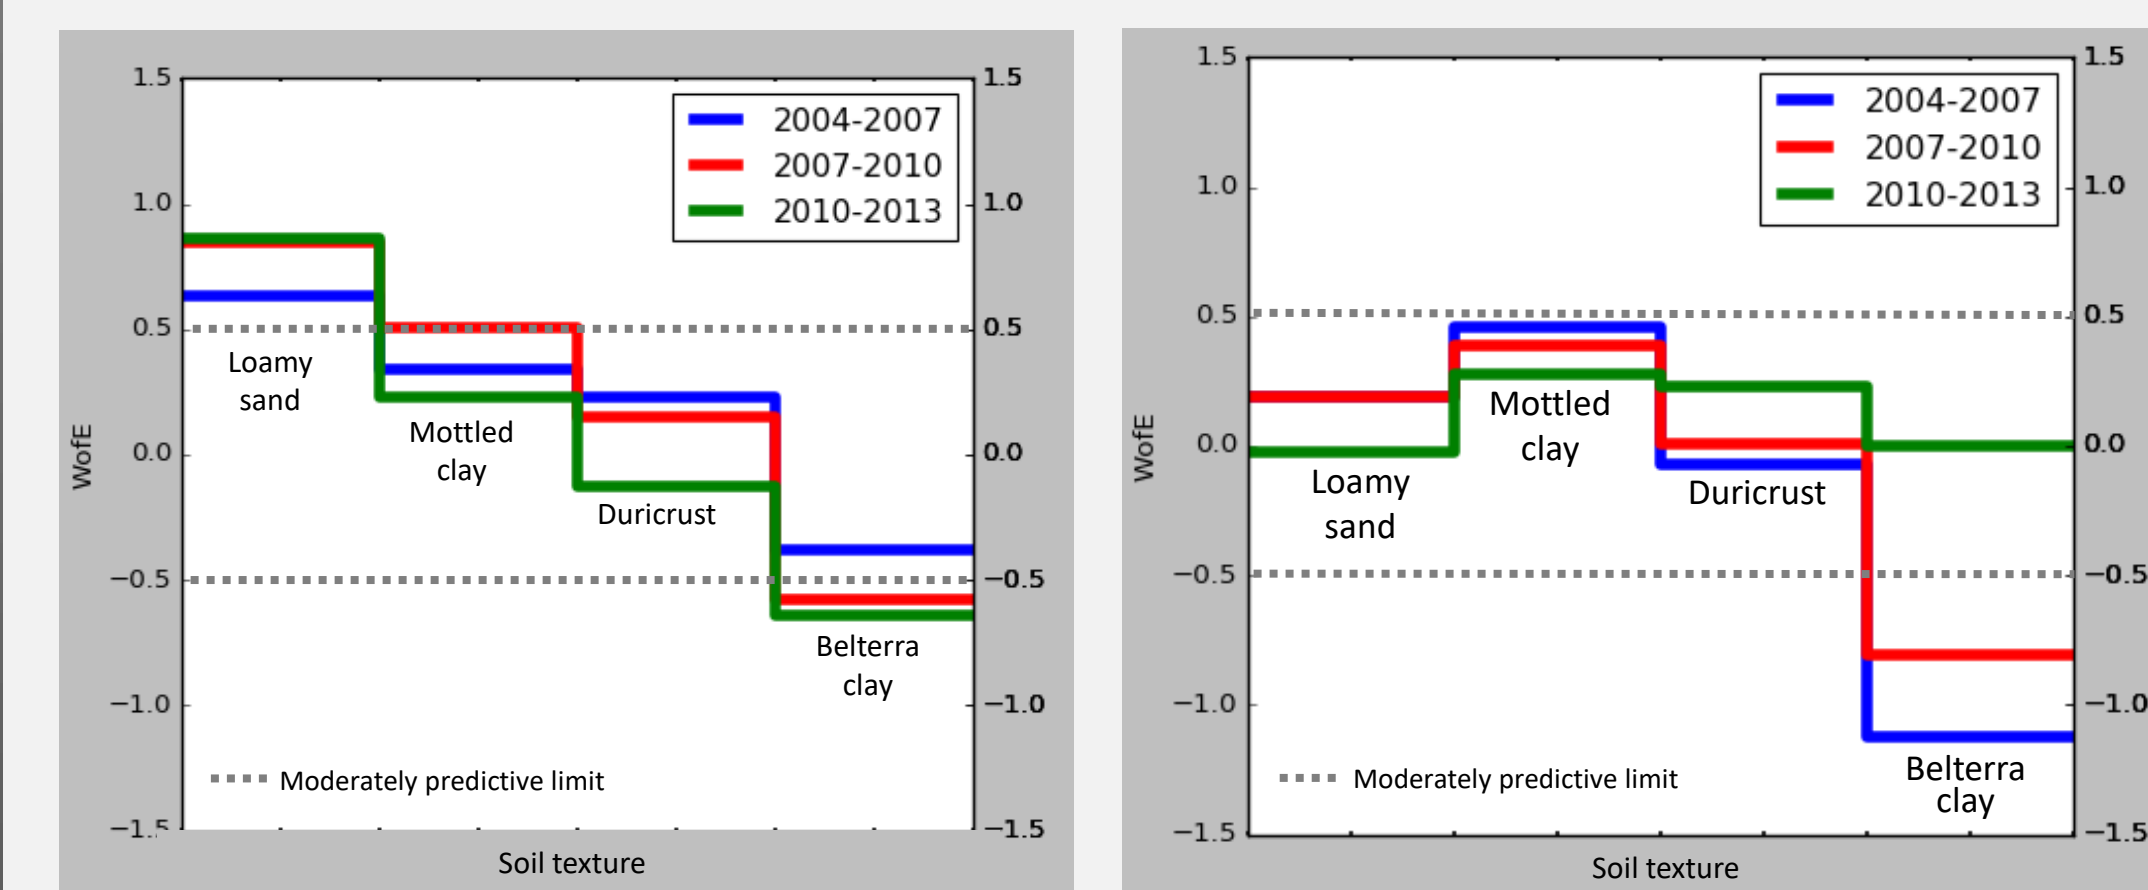 1.5
1.0
0.5
0.0
−0.5
−1.0
−1.5
WofE
1.5
1.0
0.5
0.0
−0.5
−1.0
−1.5
2004-2007
2007-2010
2010-2013
Loamy
sand
Mottled
clay
Duricrust
Belterra
clay
Moderately predictive limit
Soil texture
1.5
1.0
0.5
0.0
−0.5
−1.0
−1.5
WofE
1.5
1.0
0.5
0.0
−0.5
−1.0
−1.5
2004-2007
2007-2010
2010-2013
Loamy
sand
Mottled
clay
Duricrust
Belterra
clay
Moderately predictive limit
Soil texture